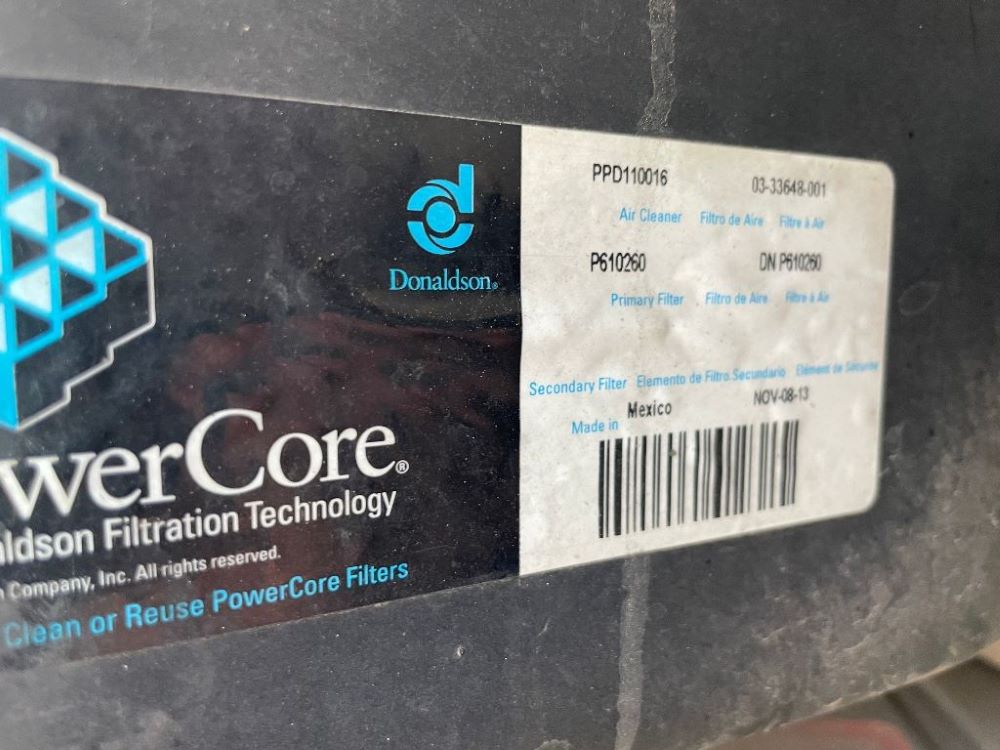 Donaldson®
werCore®
ldson Filtration Technology
Company, Inc. All rights reserved.
Clean or Reuse PowerCore Filters
PPD110016 03-33648-001
Air Cleaner Filtro de Aire Filtre à Air
P610260 DN P610260
Primary Filter Filtro de Aire Filtre à Air
Secondary Filter Elemento de Filtro Secundario Élément de Sécurité
Made in Mexico NOV-08-13